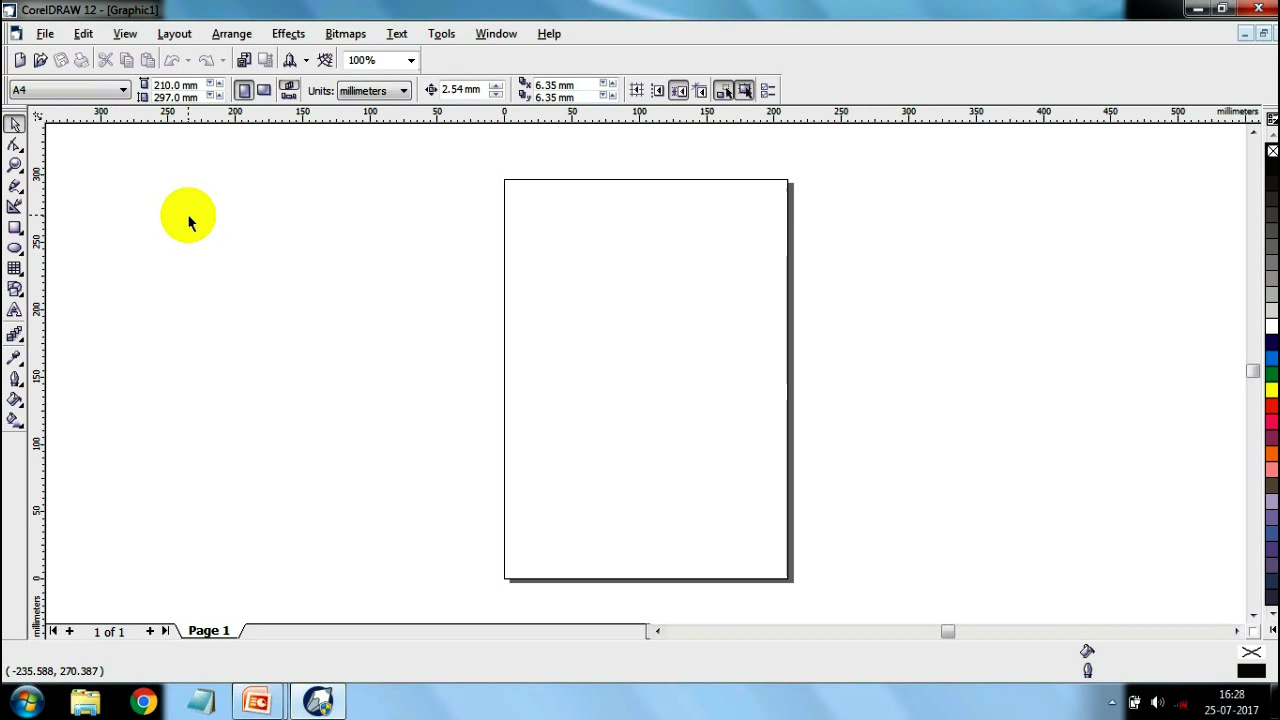 CorelDRAW 12 - [Graphic1]
File Edit View Layout Arrange Effects Bitmaps Text Tools Window Help
100%
A4 210.0 mm 297.0 mm Units: millimeters 2.54 mm 6.35 mm 6.35 mm
300 250 200 150 100 50 0 50 100 150 200 250 300 350 400 450 500 millimeters
300
250
200
150
100
50
0
millimeters
1 of 1 Page 1
(-235.588, 270.387)
16:28
25-07-2017